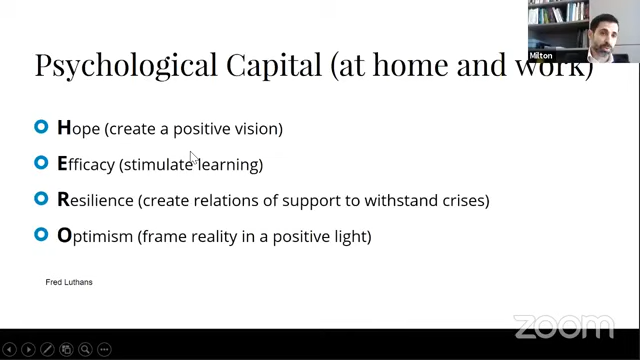 Milton
Psychological Capital (at home and work)
Hope (create a positive vision)
Efficacy (stimulate learning)
Resilience (create relations of support to withstand crises)
Optimism (frame reality in a positive light)
Fred Luthans
zoom